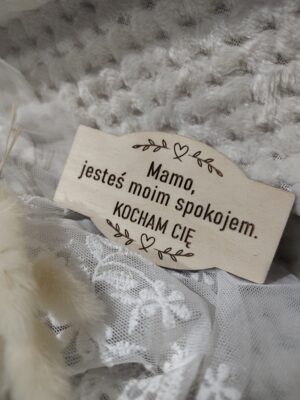 Mamo,
jesteś moim spokojem.
KOCHAM CIĘ